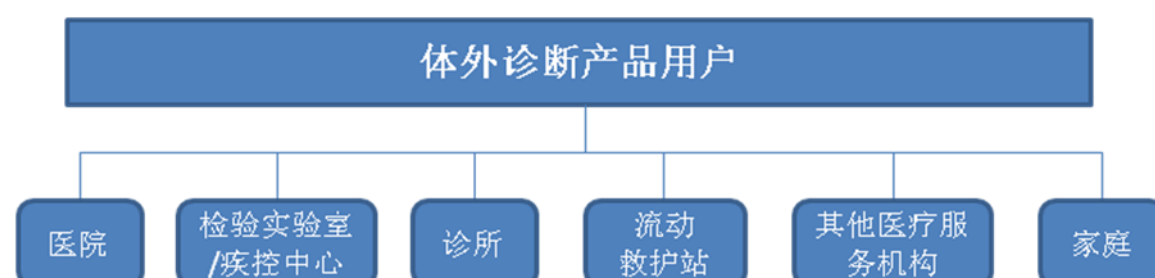 体外诊断产品用户
医院
检验实验室
/疾控中心
诊所
流动
救护站
其他医疗服
务机构
家庭